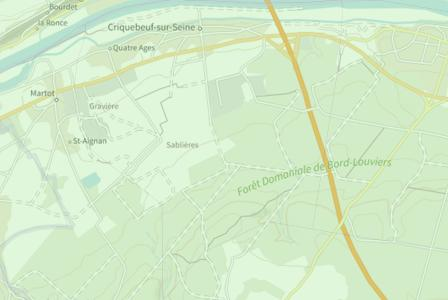 Bourdet
la Ronce
Criquebeuf-sur-Seine
Quatre Ages
Martot
Gravière
St-Aignan
Sablières
Forêt Domaniale de Bord-Louviers